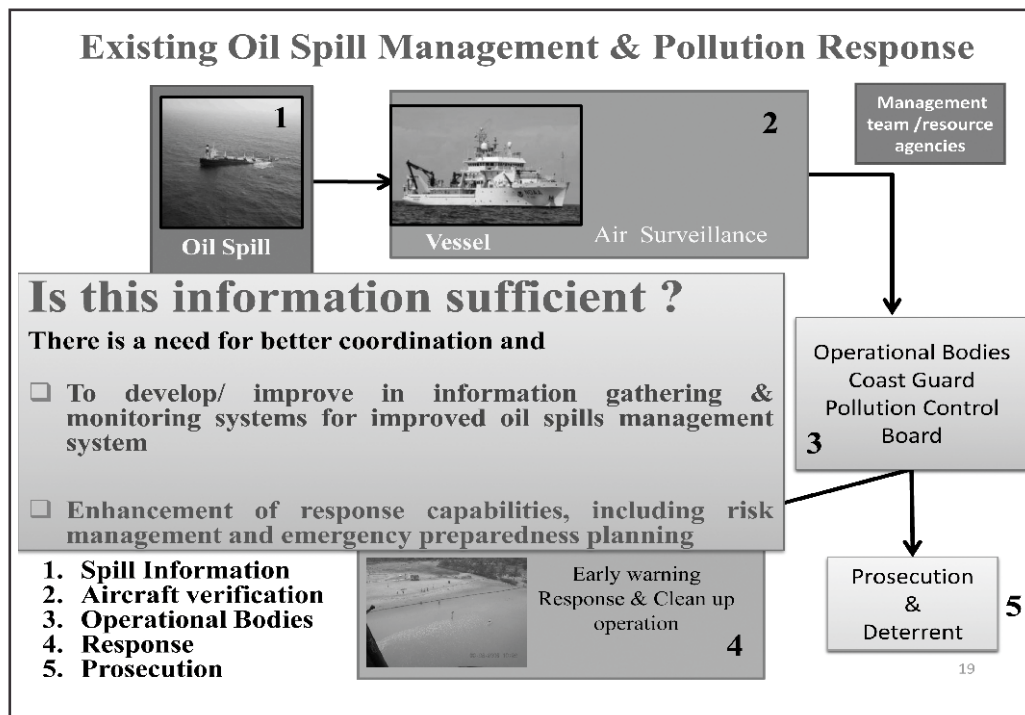 Existing Oil Spill Management & Pollution Response
1
Oil Spill
2
Vessel
Air Surveillance
Management
team /resource
agencies
Is this information sufficient ?
There is a need for better coordination and
❑ To develop/ improve in information gathering &
monitoring systems for improved oil spills management
system
❑ Enhancement of response capabilities, including risk
management and emergency preparedness planning
Operational Bodies
Coast Guard
Pollution Control
Board
3
1. Spill Information
2. Aircraft verification
3. Operational Bodies
4. Response
5. Prosecution
Early warning
Response & Clean up
operation
4
Prosecution
&
Deterrent
5
19